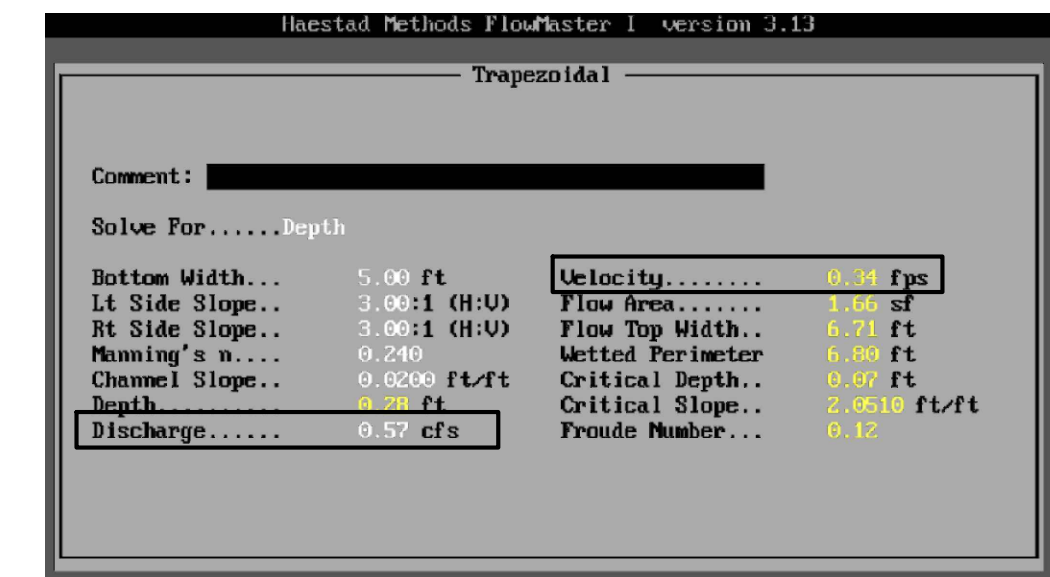 Haestad Methods FlowMaster I version 3.13
Trapezoidal
Comment:
Solve For......Depth
Bottom Width... 5.00 ft
Lt Side Slope.. 3.00:1 (H:V)
Rt Side Slope.. 3.00:1 (H:V)
Manning's n.... 0.240
Channel Slope.. 0.0200 ft/ft
Depth.......... 0.28 ft
Discharge...... 0.57 cfs
Velocity........ 0.34 fps
Flow Area....... 1.66 sf
Flow Top Width.. 6.71 ft
Wetted Perimeter 6.80 ft
Critical Depth.. 0.07 ft
Critical Slope.. 2.0510 ft/ft
Froude Number... 0.12